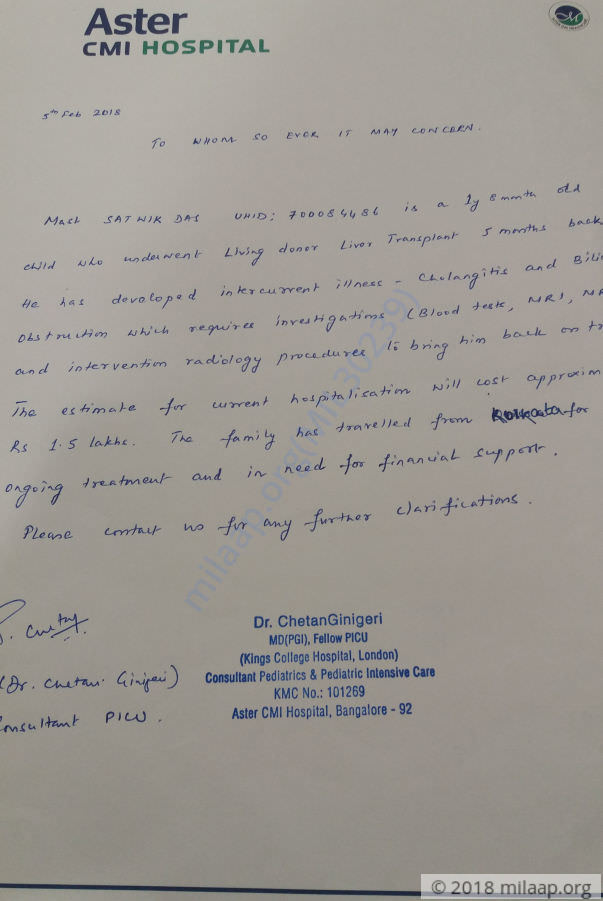 Aster
CMI HOSPITAL
5th Feb 2018
TO WHOM SO EVER IT MAY CONCERN.
Mast SATWIK DAS UHID: 700084486 is a 1y 8 month old
child who underwent Living donor Liver Transplant 5 months back
He has developed intercurrent illness - Cholangitis and
Obstruction which requires investigations (Blood tests, MRI,
and intervention radiology procedures to bring him back on
The estimate for current hospitalisation will cost
Rs 1.5 lakhs. The family has travelled from Kolkata for
ongoing treatment and in need for financial support.
Please contact us for any further clarifications.
milaap.org(MIL30239)
(Dr. Chetan Ginigeri)
Consultant PICU.
Dr. ChetanGinigeri
MD(PGI), Fellow PICU
(Kings College Hospital, London)
Consultant Pediatrics & Pediatric Intensive Care
KMC No.: 101269
Aster CMI Hospital, Bangalore - 92
© 2018 milaap.org